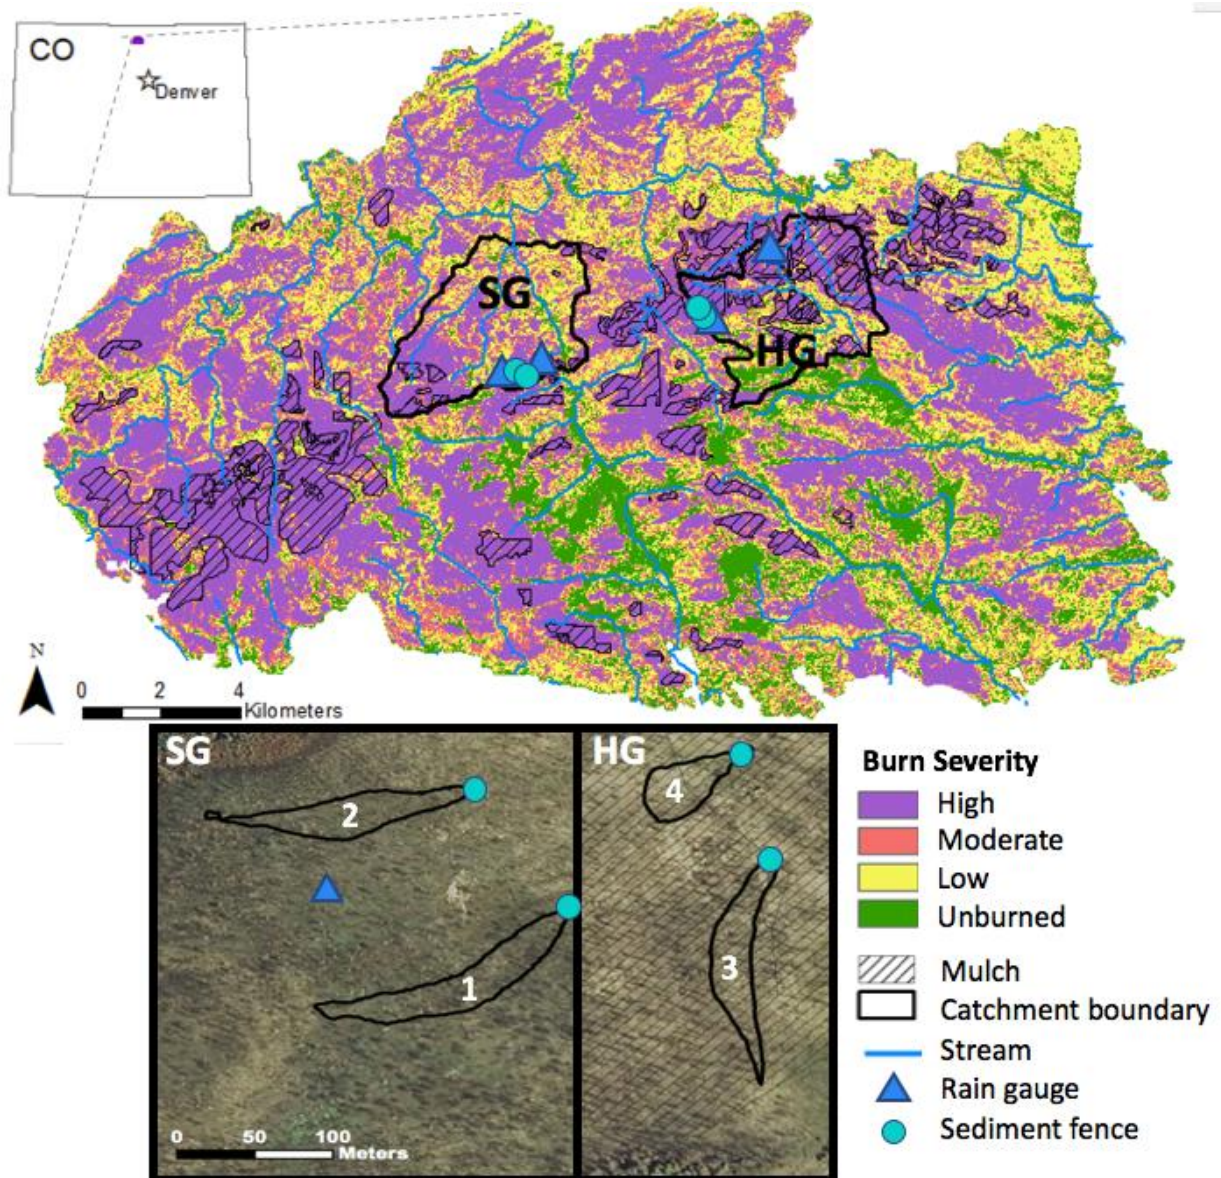 CO
Denver
SG
HG
N
0 2 4
Kilometers
SG
HG
2
4
1
3
0 50 100
Meters
Burn Severity
High
Moderate
Low
Unburned
Mulch
Catchment boundary
Stream
Rain gauge
Sediment fence